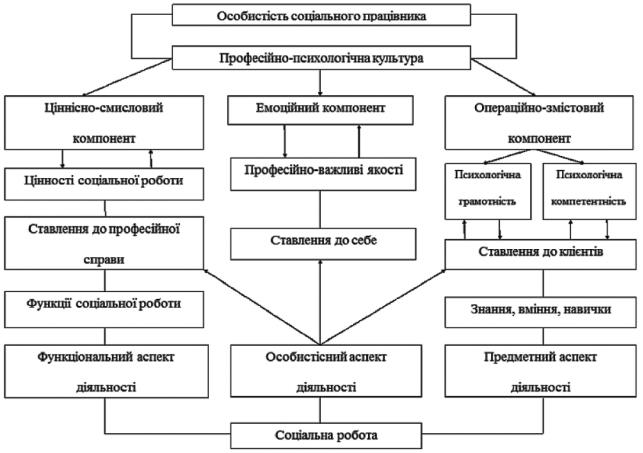 Особистість соціального працівника
Професійно-психологічна культура
Ціннісно-смисловий
компонент
Емоційний компонент
Операційно-змістовий
компонент
Цінності соціальної роботи
Професійно-важливі якості
Психологічна
грамотність
Психологічна
компетентність
Ставлення до професійної
справи
Ставлення до себе
Ставлення до клієнтів
Функції соціальної роботи
Знання, вміння, навички
Функціональний аспект
діяльності
Особистісний аспект
діяльності
Предметний аспект
діяльності
Соціальна робота